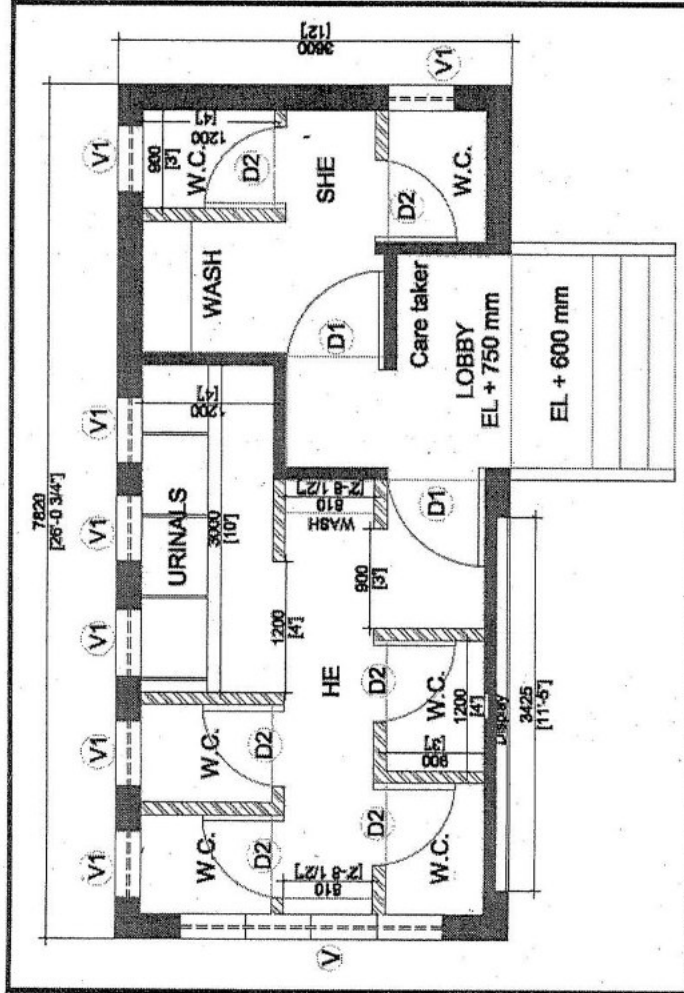 7820
[26'-0 3/4"]
V1
V1
V1
V1
V1
V1
3600
[12']
URINALS
3000
[10']
1200
[4']
WASH
900
[3']
W.C.
1200
[4']
W.C.
W.C.
D2
D2
D2
1200
[4']
V
810
[2'-8 1/2"]
HE
WASH
810
[2'-8 1/2"]
SHE
D1
900
[3']
D2
D2
D2
W.C.
W.C.
900
[3']
1200
[4']
D1
Care taker
LOBBY
EL + 750 mm
W.C.
V1
Display
3425
[11'-5"]
EL + 600 mm